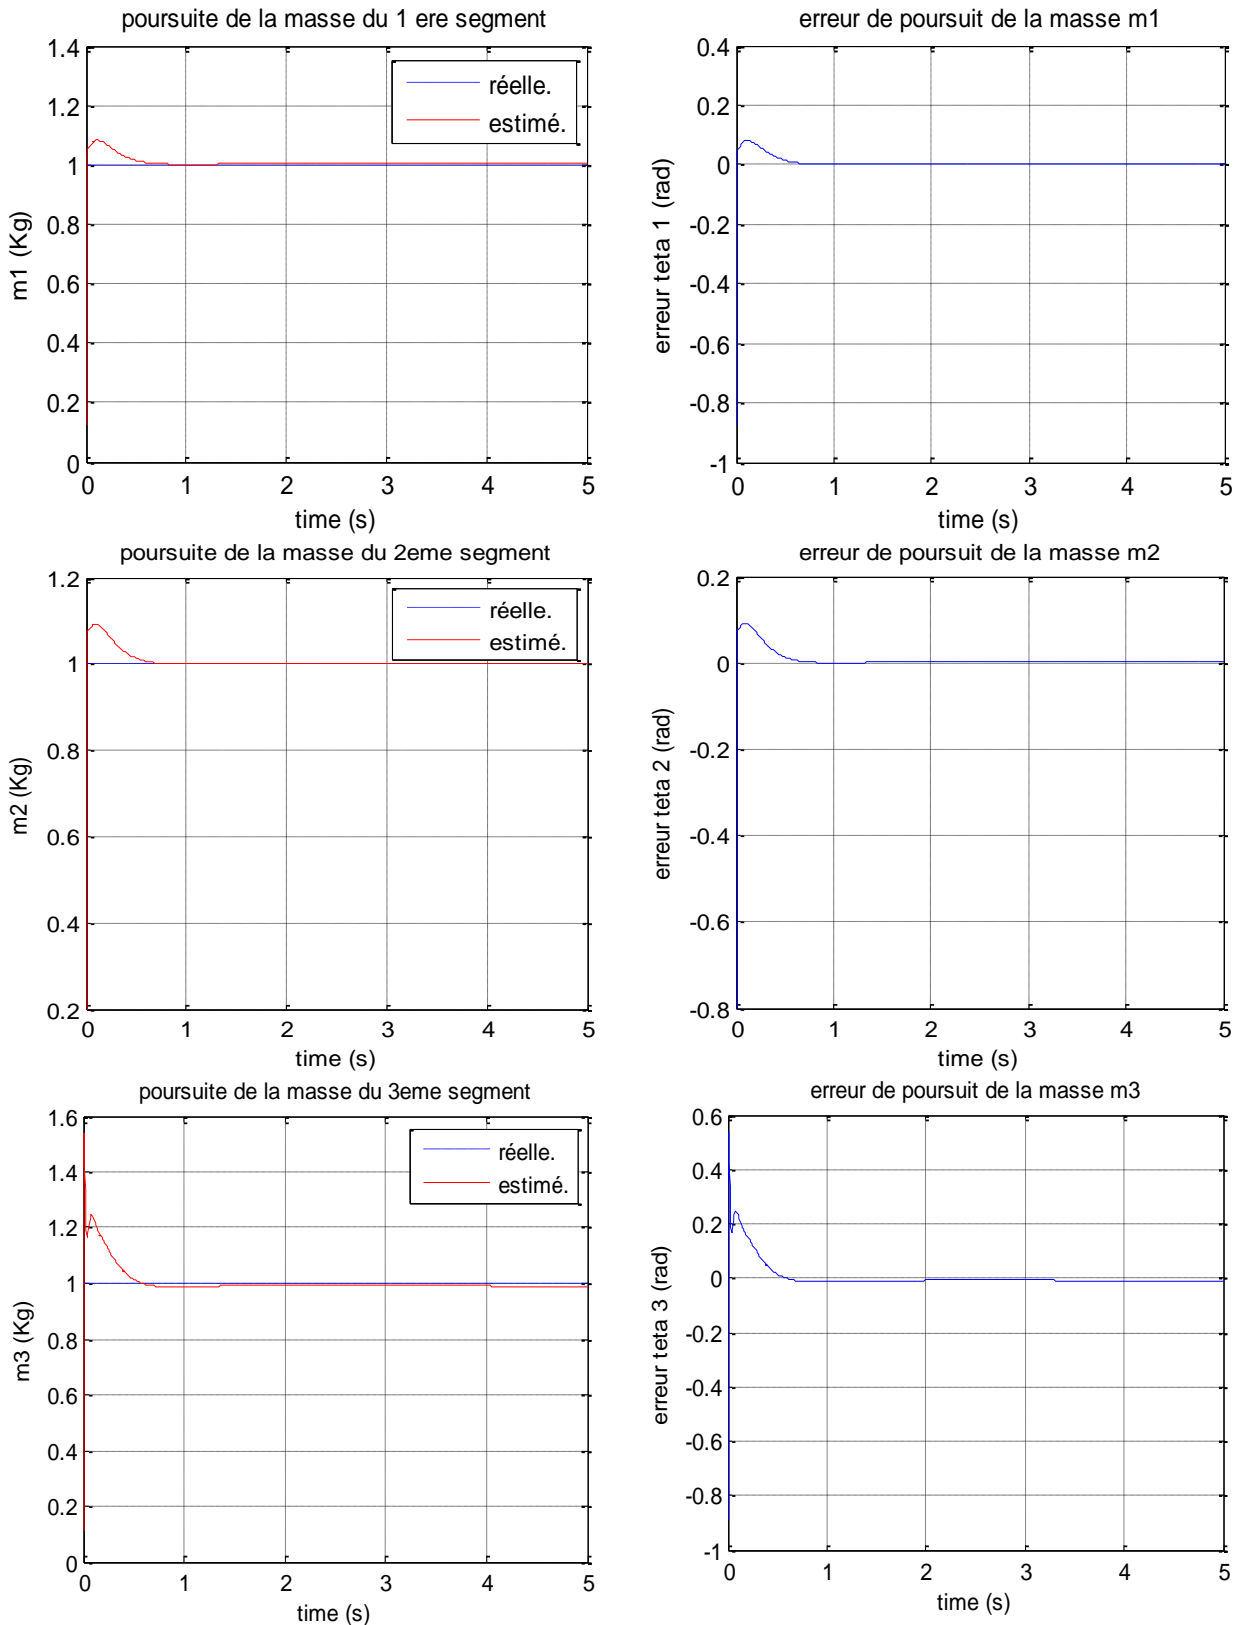 poursuite de la masse du 1 ere segment
1.4
1.2
1
0.8
0.6
0.4
0.2
0
m1 (Kg)
réelle.
estimé.
0 1 2 3 4 5
time (s)
erreur de poursuit de la masse m1
0.4
0.2
0
-0.2
-0.4
-0.6
-0.8
-1
erreur teta 1 (rad)
0 1 2 3 4 5
time (s)
poursuite de la masse du 2eme segment
1.2
1
0.8
0.6
0.4
0.2
m2 (Kg)
réelle.
estimé.
0 1 2 3 4 5
time (s)
erreur de poursuit de la masse m2
0.2
0
-0.2
-0.4
-0.6
-0.8
erreur teta 2 (rad)
0 1 2 3 4 5
time (s)
poursuite de la masse du 3eme segment
1.6
1.4
1.2
1
0.8
0.6
0.4
0.2
0
m3 (Kg)
réelle.
estimé.
0 1 2 3 4 5
time (s)
erreur de poursuit de la masse m3
0.6
0.4
0.2
0
-0.2
-0.4
-0.6
-0.8
-1
erreur teta 3 (rad)
0 1 2 3 4 5
time (s)